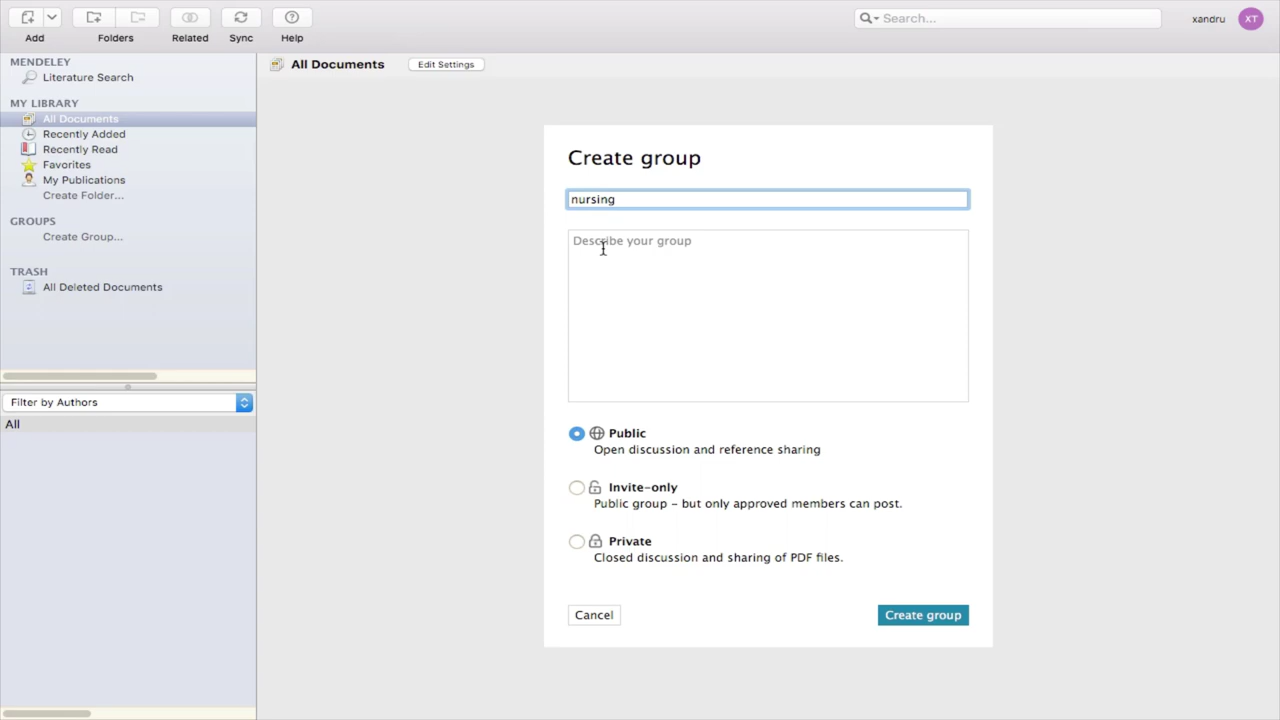 Search...
xandru
XT
Add
Folders
Related
Sync
Help
MENDELEY
Literature Search
MY LIBRARY
All Documents
Recently Added
Recently Read
Favorites
My Publications
Create Folder...
GROUPS
Create Group...
TRASH
All Deleted Documents
Filter by Authors
All
All Documents
Edit Settings
Create group
nursing
Describe your group
Public
Open discussion and reference sharing
Invite-only
Public group – but only approved members can post.
Private
Closed discussion and sharing of PDF files.
Cancel
Create group